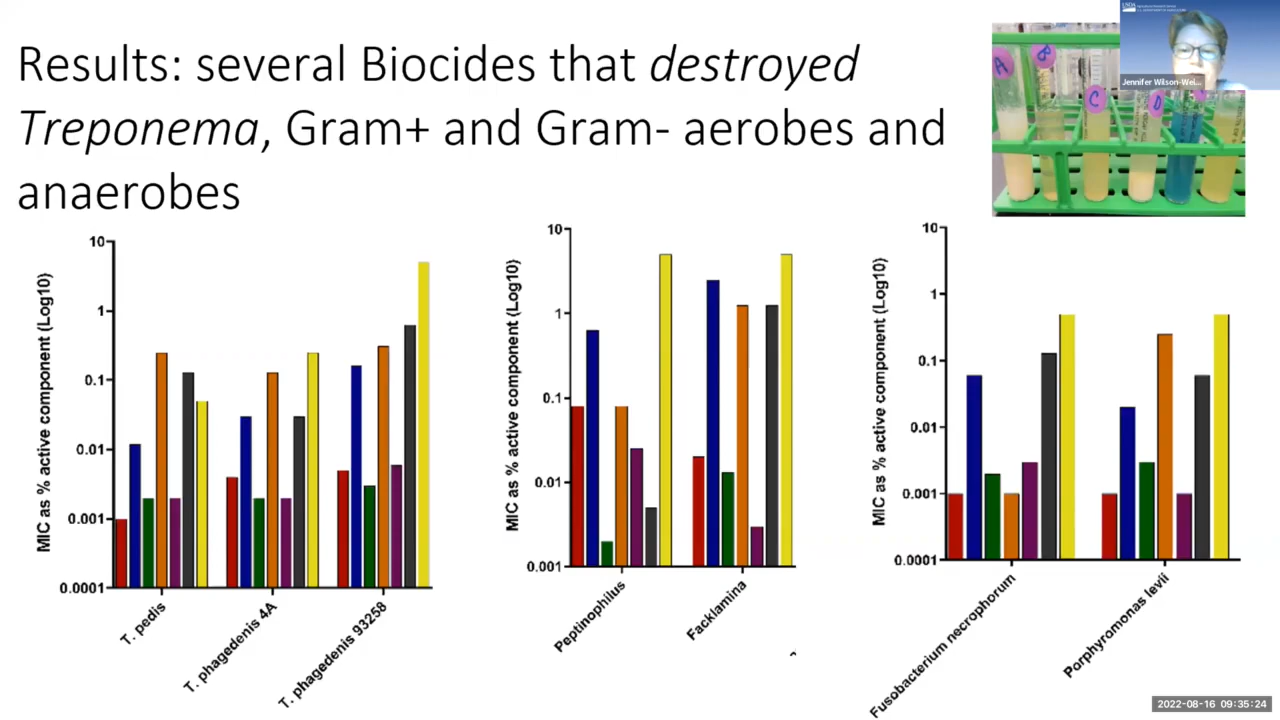 Results: several Biocides that destroyed
Treponema, Gram+ and Gram- aerobes and
anaerobes
A
B
C
D
USDA
Jennifer Wilson-Wel...
MIC as % active component (Log10)
10
1
0.1
0.01
0.001
0.0001
T. pedis
T. phagedenis 4A
T. phagedenis 93258
MIC as % active component (Log10)
10
1
0.1
0.01
0.001
Peptinophilus
Facklamina
MIC as % active component (Log10)
10
1
0.1
0.01
0.001
0.0001
Fusobacterium necrophorum
Porphyromonas levii
2022-08-16 09:35:24